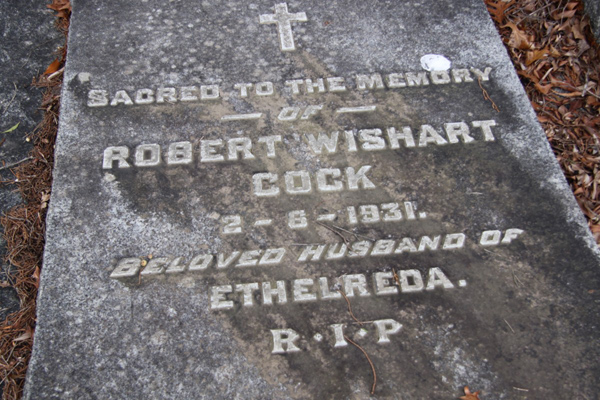 SACRED TO THE MEMORY
— OF —
ROBERT WISHART
COCK
2-6-1931.
BELOVED HUSBAND OF
ETHELREDA.
R·I·P